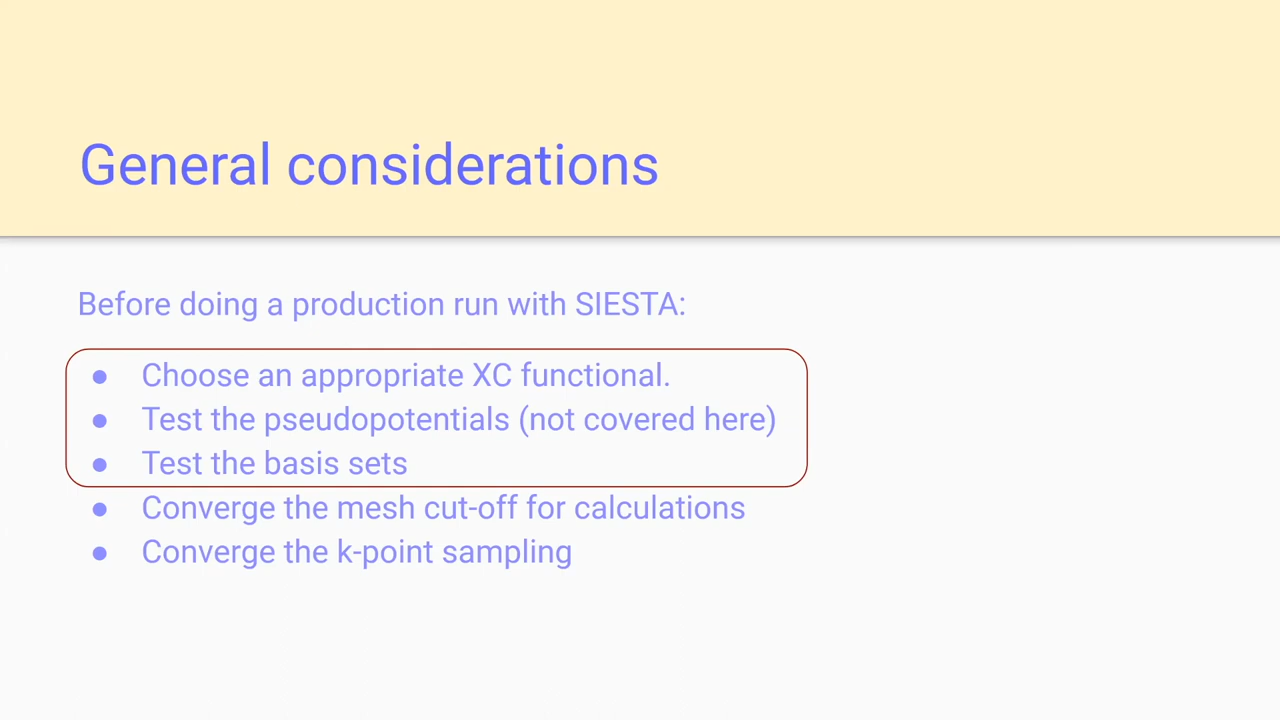 General considerations
Before doing a production run with SIESTA:
● Choose an appropriate XC functional.
● Test the pseudopotentials (not covered here)
● Test the basis sets
● Converge the mesh cut-off for calculations
● Converge the k-point sampling